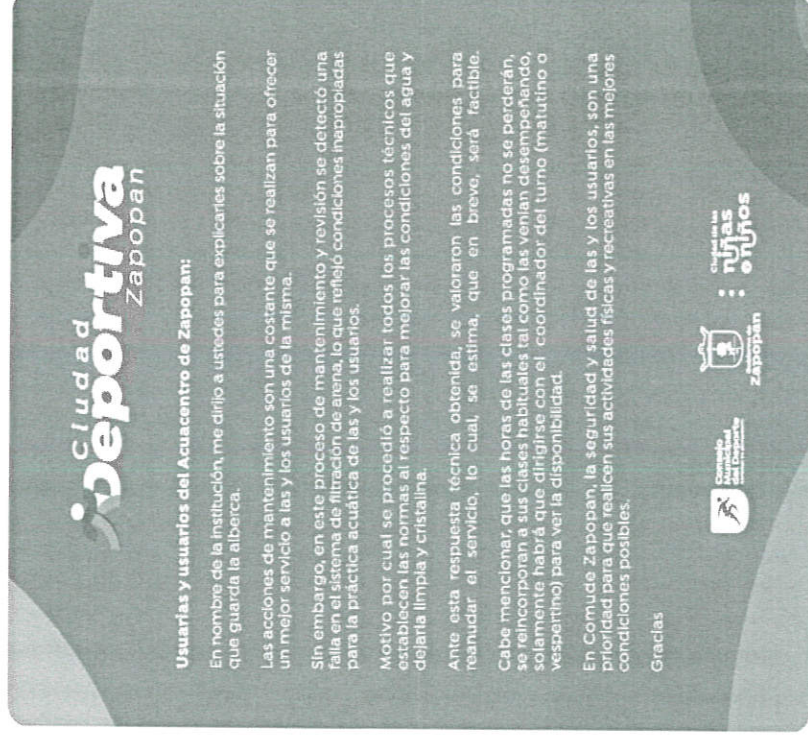 Ciudad
Deportiva
Zapopan
Usuarias y usuarios del Acuacentro de Zapopan:
En nombre de la institución, me dirijo a ustedes para explicarles sobre la situación
que guarda la alberca.
Las acciones de mantenimiento son una costante que se realizan para ofrecer
un mejor servicio a las y los usuarios de la misma.
Sin embargo, en este proceso de mantenimiento y revisión se detectó una
falla en el sistema de filtración de arena, lo que reflejó condiciones inapropiadas
para la práctica acuática de las y los usuarios.
Motivo por cual se procedió a realizar todos los procesos técnicos que
establecen las normas al respecto para mejorar las condiciones del agua y
dejarla limpia y cristalina.
Ante esta respuesta técnica obtenida, se valoraron las condiciones para
reanudar el servicio, lo cual, se estima, que en breve, será factible.
Cabe mencionar, que las horas de las clases programadas no se perderán,
se reincorporan a sus clases habituales tal como las venían desempeñando,
solamente habrá que dirigirse con el coordinador del turno (matutino o
vespertino) para ver la disponibilidad.
En Comude Zapopan, la seguridad y salud de las y los usuarios, son una
prioridad para que realicen sus actividades físicas y recreativas en las mejores
condiciones posibles.
Gracias
Consejo
Municipal
del Deporte
Gobierno de
Zapopan
Ciudad de las
niñas
niños